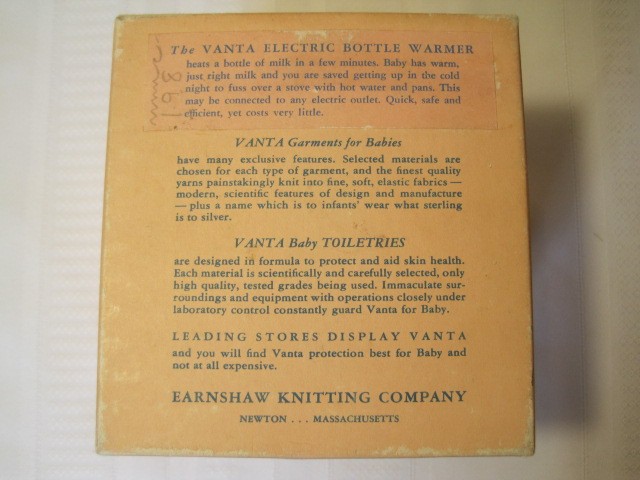 The VANTA ELECTRIC BOTTLE WARMER
heats a bottle of milk in a few minutes. Baby has warm,
just right milk and you are saved getting up in the cold
night to fuss over a stove with hot water and pans. This
may be connected to any electric outlet. Quick, safe and
efficient, yet costs very little.
VANTA Garments for Babies
have many exclusive features. Selected materials are
chosen for each type of garment, and the finest quality
yarns painstakingly knit into fine, soft, elastic fabrics —
modern, scientific features of design and manufacture
— plus a name which is to infants' wear what sterling
is to silver.
VANTA Baby TOILETRIES
are designed in formula to protect and aid skin health.
Each material is scientifically and carefully selected, only
high quality, tested grades being used. Immaculate sur-
roundings and equipment with operations closely under
laboratory control constantly guard Vanta for Baby.
LEADING STORES DISPLAY VANTA
and you will find Vanta protection best for Baby and
not at all expensive.
EARNSHAW KNITTING COMPANY
NEWTON . . . MASSACHUSETTS